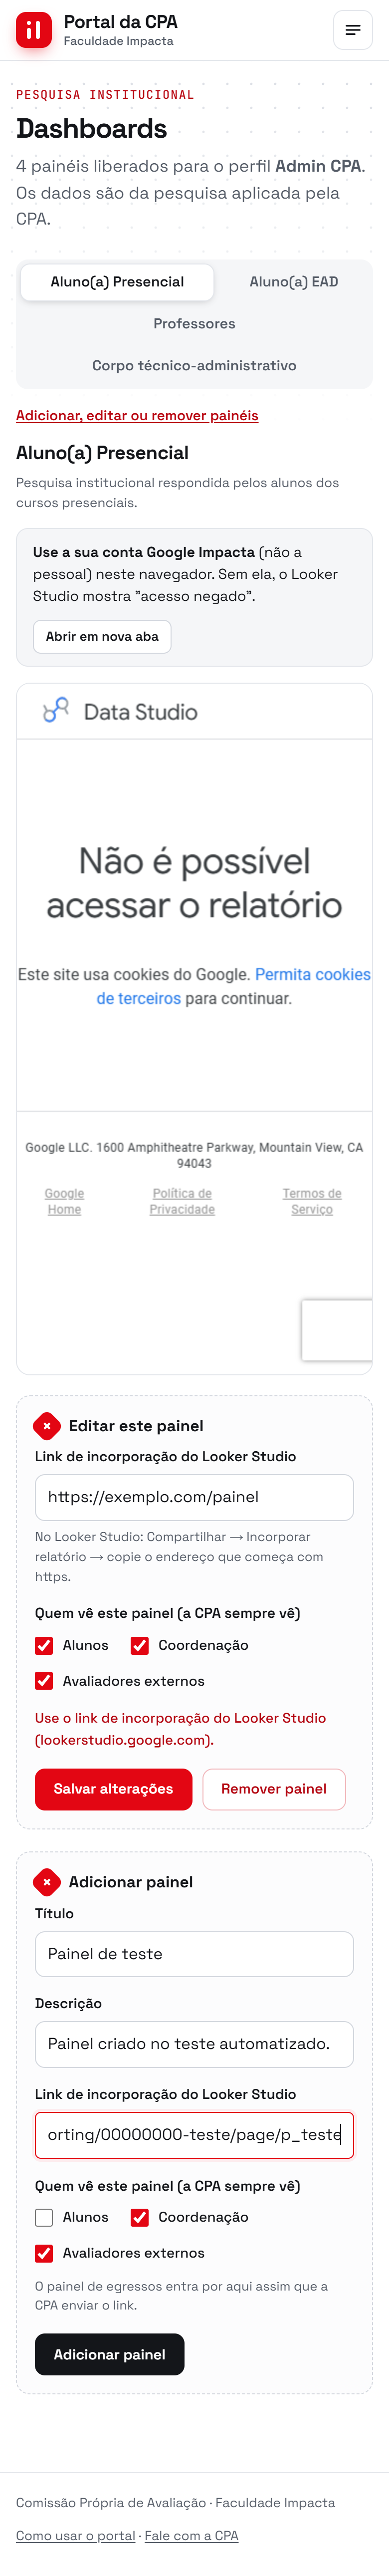 Portal da CPA
Faculdade Impacta
PESQUISA INSTITUCIONAL
Dashboards
4 painéis liberados para o perfil Admin CPA.
Os dados são da pesquisa aplicada pela
CPA.
Aluno(a) Presencial
Aluno(a) EAD
Professores
Corpo técnico-administrativo
Adicionar, editar ou remover painéis
Aluno(a) Presencial
Pesquisa institucional respondida pelos alunos dos
cursos presenciais.
Use a sua conta Google Impacta (não a
pessoal) neste navegador. Sem ela, o Looker
Studio mostra "acesso negado".
Abrir em nova aba
Data Studio
Não é possível
acessar o relatório
Este site usa cookies do Google. Permita cookies
de terceiros para continuar.
Google LLC. 1600 Amphitheatre Parkway, Mountain View, CA
94043
Google
Home
Política de
Privacidade
Termos de
Serviço
Editar este painel
Link de incorporação do Looker Studio
https://exemplo.com/painel
No Looker Studio: Compartilhar → Incorporar
relatório → copie o endereço que começa com
https.
Quem vê este painel (a CPA sempre vê)
Alunos
Coordenação
Avaliadores externos
Use o link de incorporação do Looker Studio
(lookerstudio.google.com).
Salvar alterações
Remover painel
Adicionar painel
Título
Painel de teste
Descrição
Painel criado no teste automatizado.
Link de incorporação do Looker Studio
orting/00000000-teste/page/p_teste
Quem vê este painel (a CPA sempre vê)
Alunos
Coordenação
Avaliadores externos
O painel de egressos entra por aqui assim que a
CPA enviar o link.
Adicionar painel
Comissão Própria de Avaliação · Faculdade Impacta
Como usar o portal · Fale com a CPA